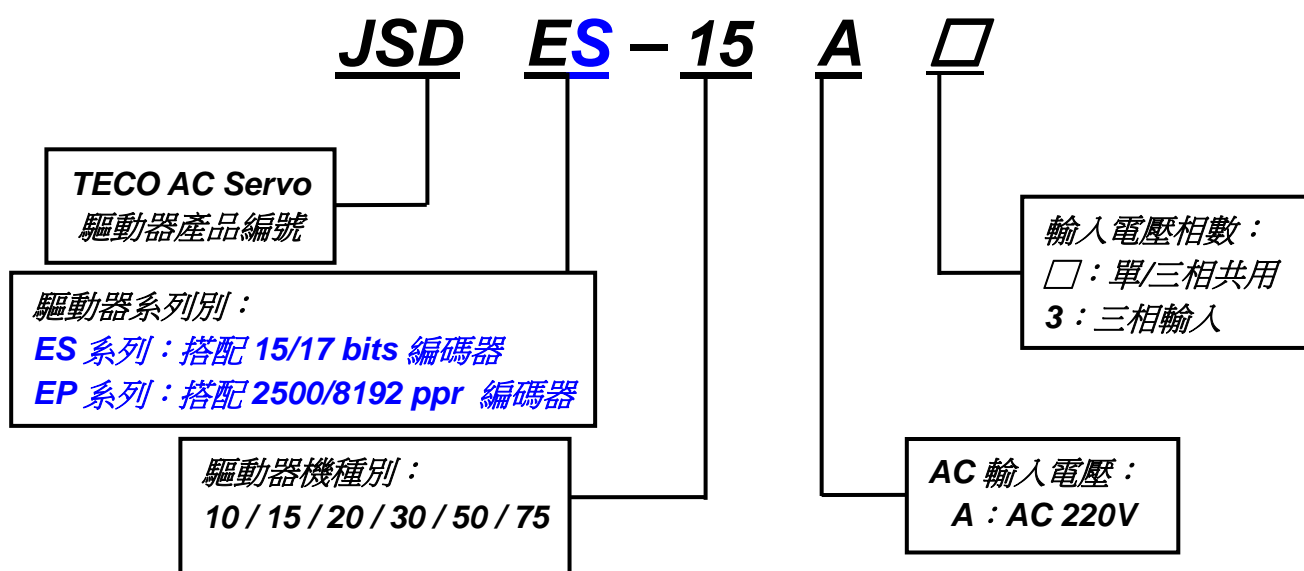 JSD ES – 15 A □
TECO AC Servo
驅動器產品編號
輸入電壓相數：
□：單/三相共用
3：三相輸入
驅動器系列別：
ES 系列：搭配 15/17 bits 編碼器
EP 系列：搭配 2500/8192 ppr 編碼器
驅動器機種別：
10 / 15 / 20 / 30 / 50 / 75
AC 輸入電壓：
A：AC 220V